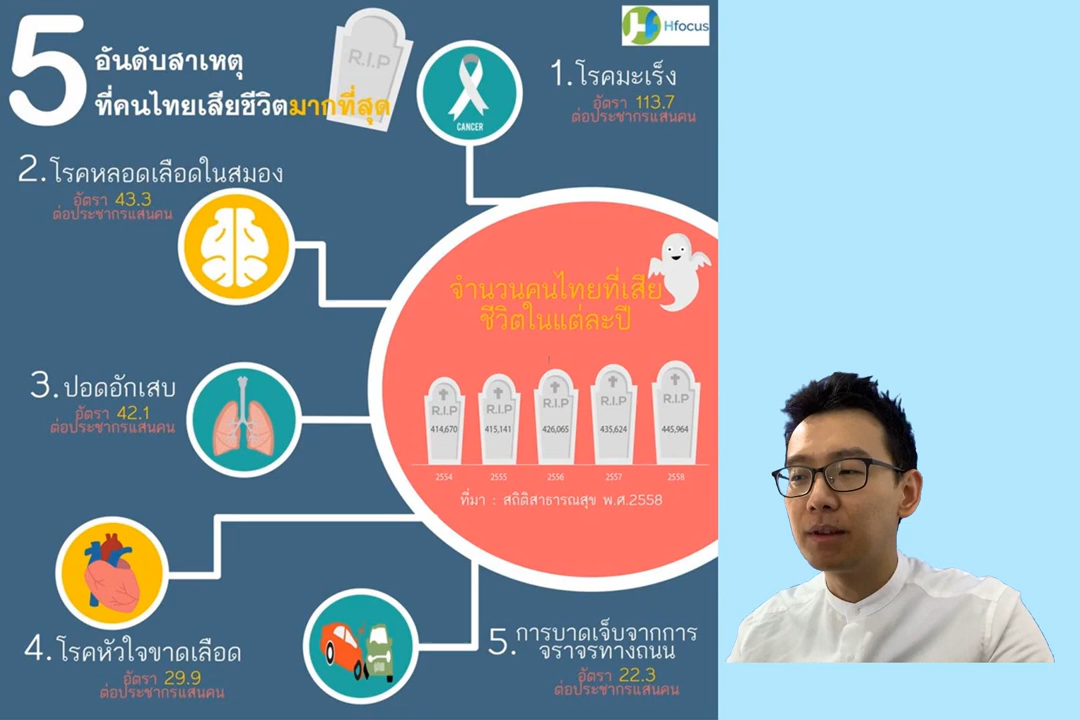 5
อันดับสาเหตุ
ที่คนไทยเสียชีวิตมากที่สุด
R.I.P
Hfocus
CANCER
1.โรคมะเร็ง
อัตรา 113.7
ต่อประชากรแสนคน
2.โรคหลอดเลือดในสมอง
อัตรา 43.3
ต่อประชากรแสนคน
จำนวนคนไทยที่เสีย
ชีวิตในแต่ละปี
3.ปอดอักเสบ
อัตรา 42.1
ต่อประชากรแสนคน
R.I.P R.I.P R.I.P R.I.P R.I.P
414,670 415,141 426,065 435,624 445,964
2554 2555 2556 2557 2558
ที่มา : สถิติสาธารณสุข พ.ศ.2558
4.โรคหัวใจขาดเลือด
อัตรา 29.9
ต่อประชากรแสนคน
5.การบาดเจ็บจากการ
จราจรทางถนน
อัตรา 22.3
ต่อประชากรแสนคน